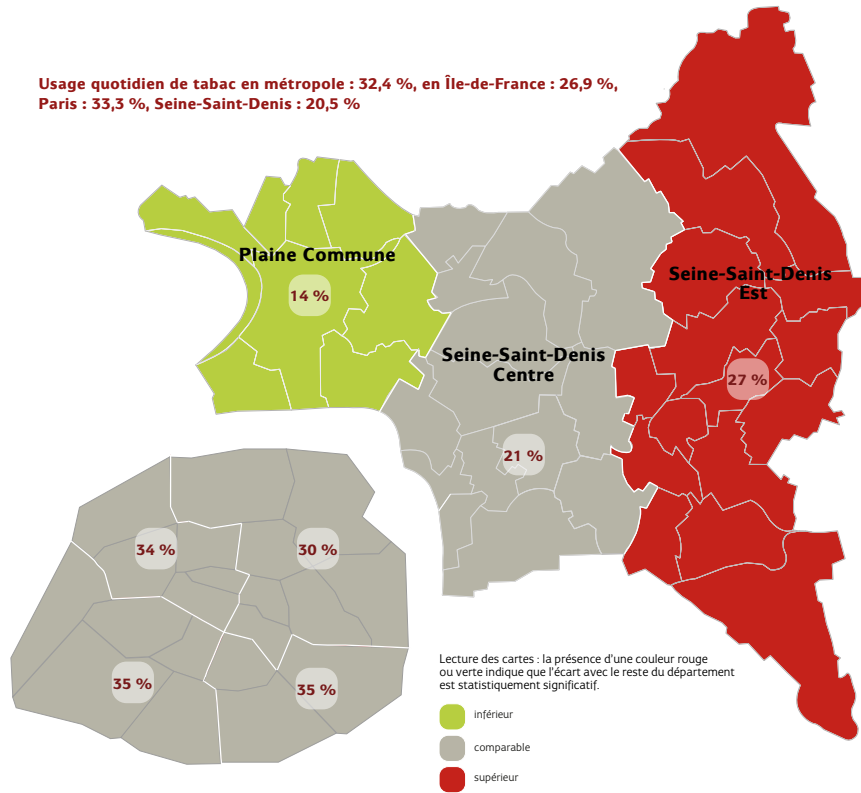 Usage quotidien de tabac en métropole : 32,4 %, en Île-de-France : 26,9 %,
Paris : 33,3 %, Seine-Saint-Denis : 20,5 %
Plaine Commune
14 %
Seine-Saint-Denis
Est
27 %
Seine-Saint-Denis
Centre
21 %
34 %
30 %
35 %
35 %
Lecture des cartes : la présence d'une couleur rouge
ou verte indique que l'écart avec le reste du département
est statistiquement significatif.
inférieur
comparable
supérieur